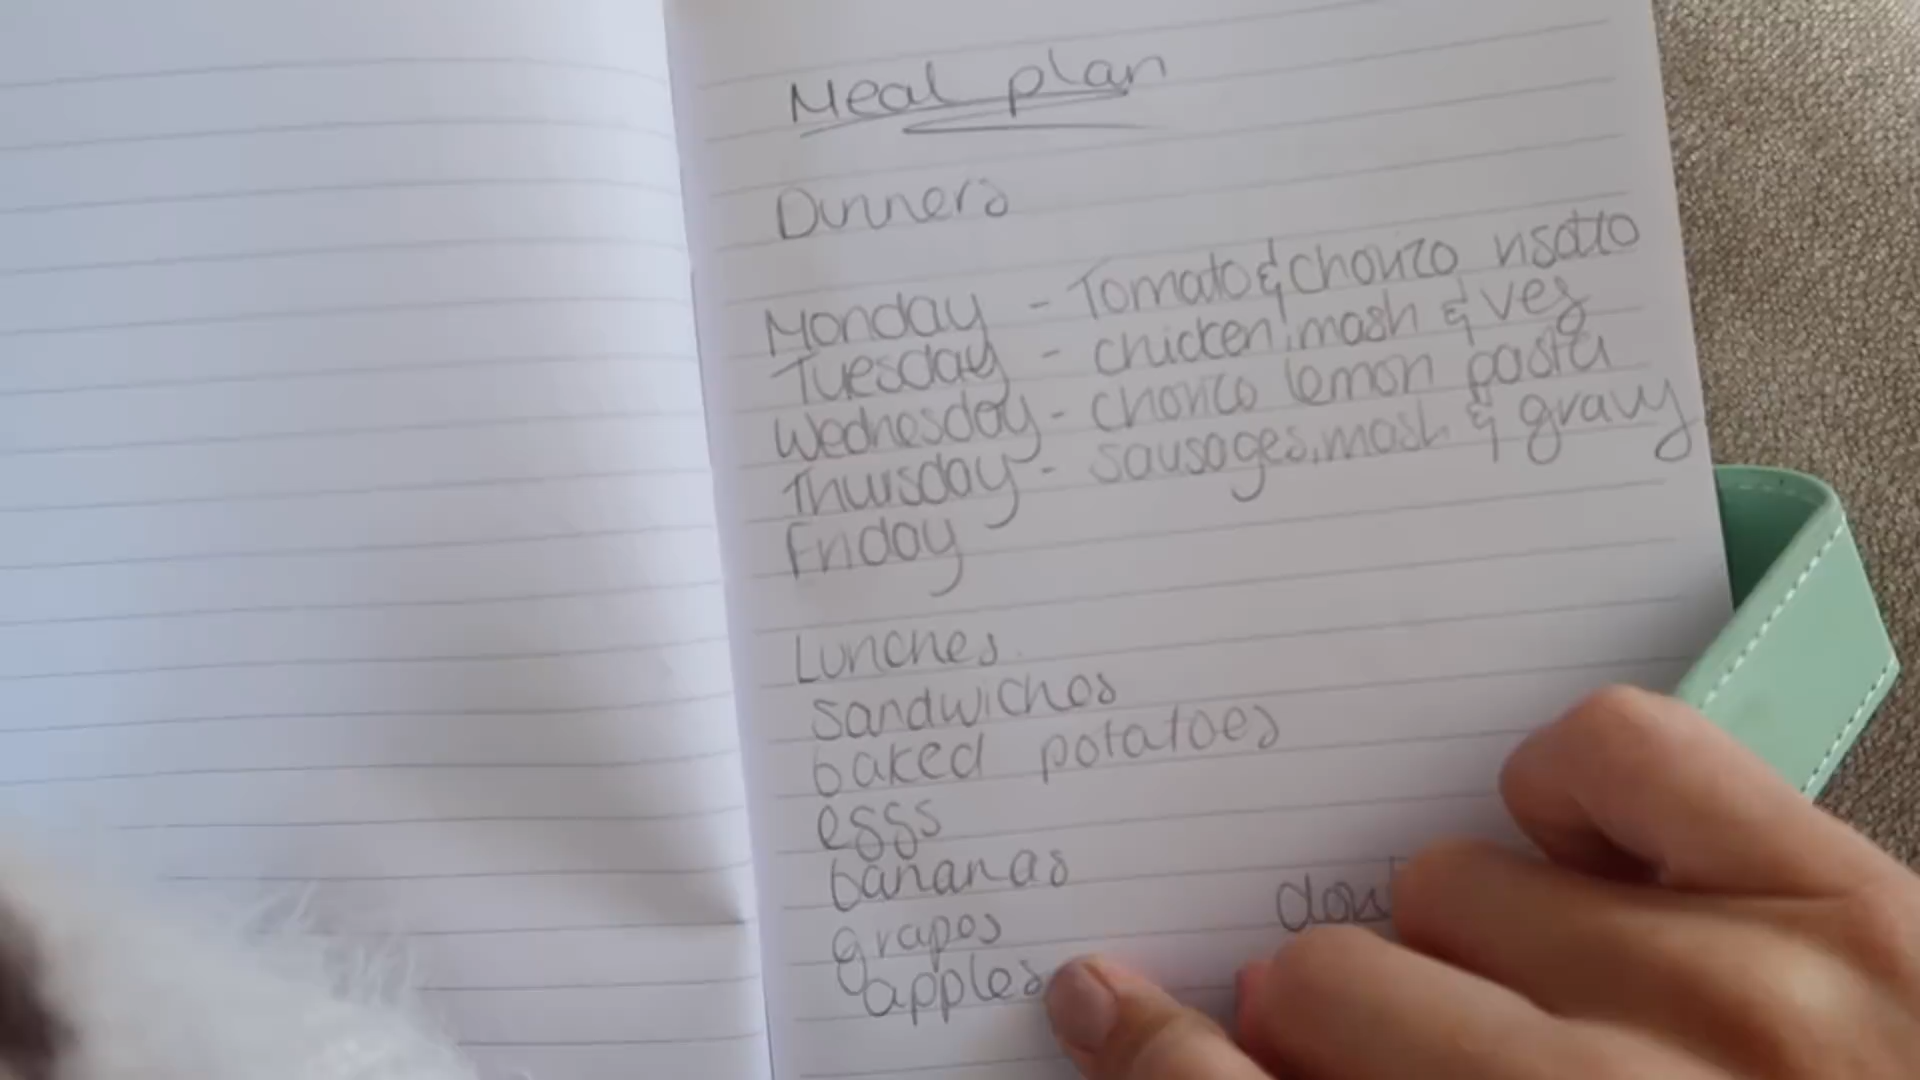 Meal plan
Dinners
Monday - Tomato & chorizo risotto
Tuesday - chicken, mash & veg
Wednesday - chorizo lemon pasta
Thursday - sausages, mash & gravy
Friday
Lunches
sandwiches
baked potatoes
eggs
bananas
grapes
apples